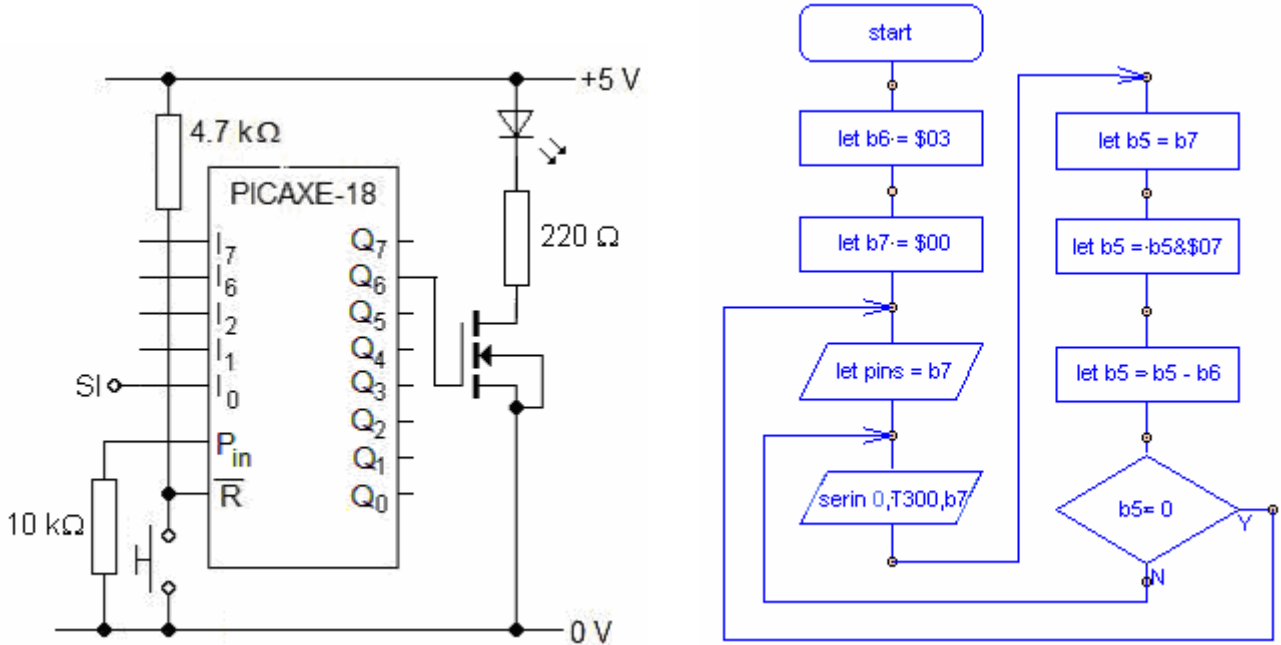 +5 V
4.7 kΩ
PICAXE-18
I7
I6
I2
I1
SI
I0
Pin
R
10 kΩ
Q7
Q6
Q5
Q4
Q3
Q2
Q1
Q0
220 Ω
0 V
start
let b6 = $03
let b7 = $00
let pins = b7
serin 0,T300,b7
let b5 = b7
let b5 = b5&$07
let b5 = b5 - b6
b5= 0
Y
N